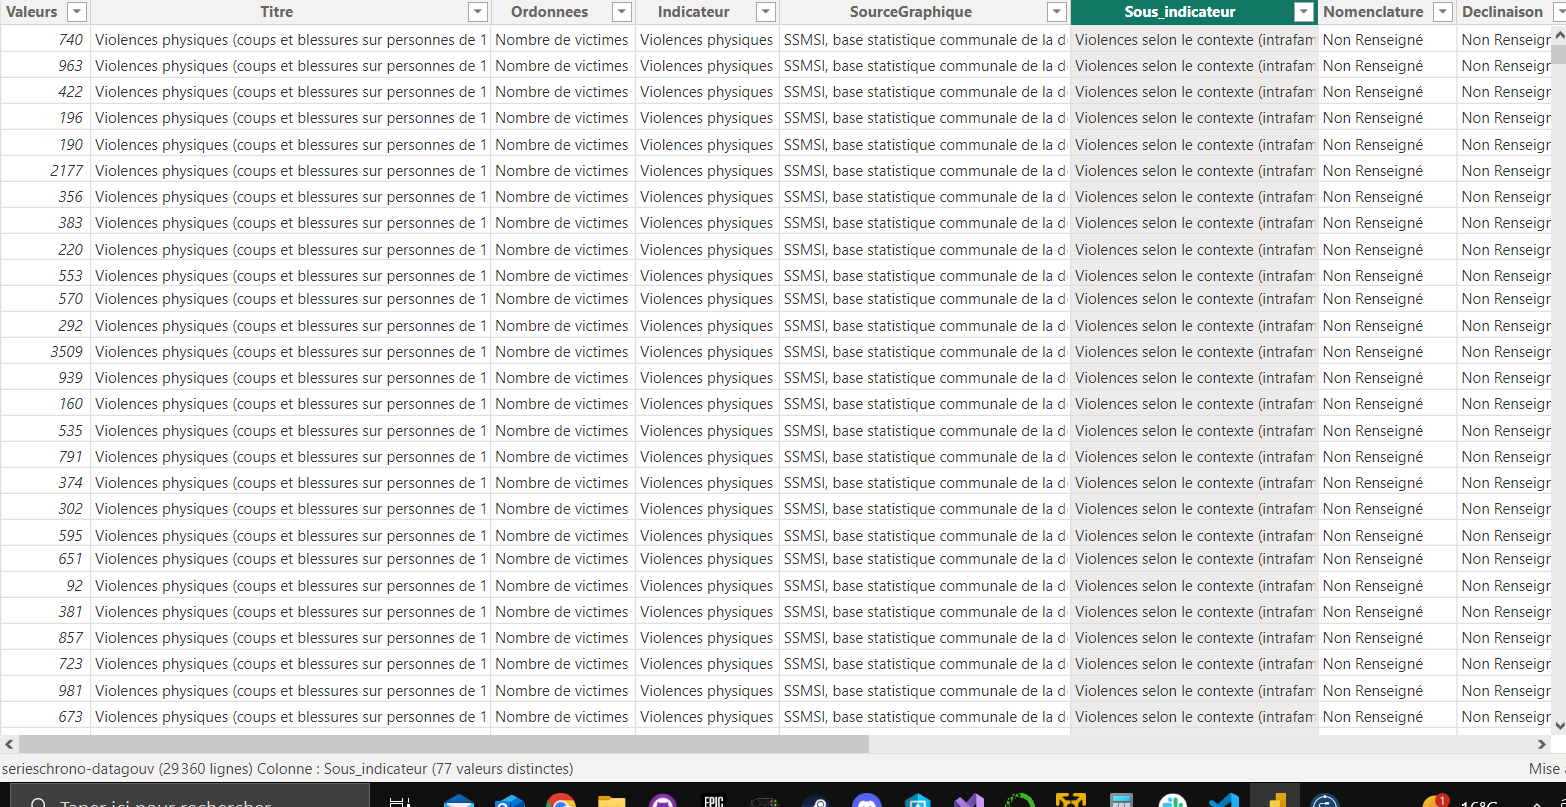 Valeurs Titre Ordonnees Indicateur SourceGraphique Sous_indicateur Nomenclature Declinaison
740 Violences physiques (coups et blessures sur personnes de 1 Nombre de victimes Violences physiques SSMSI, base statistique communale de la d Violences selon le contexte (intrafam Non Renseigné Non Renseigr
963 Violences physiques (coups et blessures sur personnes de 1 Nombre de victimes Violences physiques SSMSI, base statistique communale de la d Violences selon le contexte (intrafam Non Renseigné Non Renseigr
422 Violences physiques (coups et blessures sur personnes de 1 Nombre de victimes Violences physiques SSMSI, base statistique communale de la d Violences selon le contexte (intrafam Non Renseigné Non Renseigr
196 Violences physiques (coups et blessures sur personnes de 1 Nombre de victimes Violences physiques SSMSI, base statistique communale de la d Violences selon le contexte (intrafam Non Renseigné Non Renseigr
190 Violences physiques (coups et blessures sur personnes de 1 Nombre de victimes Violences physiques SSMSI, base statistique communale de la d Violences selon le contexte (intrafam Non Renseigné Non Renseigr
2177 Violences physiques (coups et blessures sur personnes de 1 Nombre de victimes Violences physiques SSMSI, base statistique communale de la d Violences selon le contexte (intrafam Non Renseigné Non Renseigr
356 Violences physiques (coups et blessures sur personnes de 1 Nombre de victimes Violences physiques SSMSI, base statistique communale de la d Violences selon le contexte (intrafam Non Renseigné Non Renseigr
383 Violences physiques (coups et blessures sur personnes de 1 Nombre de victimes Violences physiques SSMSI, base statistique communale de la d Violences selon le contexte (intrafam Non Renseigné Non Renseigr
220 Violences physiques (coups et blessures sur personnes de 1 Nombre de victimes Violences physiques SSMSI, base statistique communale de la d Violences selon le contexte (intrafam Non Renseigné Non Renseigr
553 Violences physiques (coups et blessures sur personnes de 1 Nombre de victimes Violences physiques SSMSI, base statistique communale de la d Violences selon le contexte (intrafam Non Renseigné Non Renseigr
570 Violences physiques (coups et blessures sur personnes de 1 Nombre de victimes Violences physiques SSMSI, base statistique communale de la d Violences selon le contexte (intrafam Non Renseigné Non Renseigr
292 Violences physiques (coups et blessures sur personnes de 1 Nombre de victimes Violences physiques SSMSI, base statistique communale de la d Violences selon le contexte (intrafam Non Renseigné Non Renseigr
3509 Violences physiques (coups et blessures sur personnes de 1 Nombre de victimes Violences physiques SSMSI, base statistique communale de la d Violences selon le contexte (intrafam Non Renseigné Non Renseigr
939 Violences physiques (coups et blessures sur personnes de 1 Nombre de victimes Violences physiques SSMSI, base statistique communale de la d Violences selon le contexte (intrafam Non Renseigné Non Renseigr
160 Violences physiques (coups et blessures sur personnes de 1 Nombre de victimes Violences physiques SSMSI, base statistique communale de la d Violences selon le contexte (intrafam Non Renseigné Non Renseigr
535 Violences physiques (coups et blessures sur personnes de 1 Nombre de victimes Violences physiques SSMSI, base statistique communale de la d Violences selon le contexte (intrafam Non Renseigné Non Renseigr
791 Violences physiques (coups et blessures sur personnes de 1 Nombre de victimes Violences physiques SSMSI, base statistique communale de la d Violences selon le contexte (intrafam Non Renseigné Non Renseigr
374 Violences physiques (coups et blessures sur personnes de 1 Nombre de victimes Violences physiques SSMSI, base statistique communale de la d Violences selon le contexte (intrafam Non Renseigné Non Renseigr
302 Violences physiques (coups et blessures sur personnes de 1 Nombre de victimes Violences physiques SSMSI, base statistique communale de la d Violences selon le contexte (intrafam Non Renseigné Non Renseigr
595 Violences physiques (coups et blessures sur personnes de 1 Nombre de victimes Violences physiques SSMSI, base statistique communale de la d Violences selon le contexte (intrafam Non Renseigné Non Renseigr
651 Violences physiques (coups et blessures sur personnes de 1 Nombre de victimes Violences physiques SSMSI, base statistique communale de la d Violences selon le contexte (intrafam Non Renseigné Non Renseigr
92 Violences physiques (coups et blessures sur personnes de 1 Nombre de victimes Violences physiques SSMSI, base statistique communale de la d Violences selon le contexte (intrafam Non Renseigné Non Renseigr
381 Violences physiques (coups et blessures sur personnes de 1 Nombre de victimes Violences physiques SSMSI, base statistique communale de la d Violences selon le contexte (intrafam Non Renseigné Non Renseigr
857 Violences physiques (coups et blessures sur personnes de 1 Nombre de victimes Violences physiques SSMSI, base statistique communale de la d Violences selon le contexte (intrafam Non Renseigné Non Renseigr
723 Violences physiques (coups et blessures sur personnes de 1 Nombre de victimes Violences physiques SSMSI, base statistique communale de la d Violences selon le contexte (intrafam Non Renseigné Non Renseigr
981 Violences physiques (coups et blessures sur personnes de 1 Nombre de victimes Violences physiques SSMSI, base statistique communale de la d Violences selon le contexte (intrafam Non Renseigné Non Renseigr
673 Violences physiques (coups et blessures sur personnes de 1 Nombre de victimes Violences physiques SSMSI, base statistique communale de la d Violences selon le contexte (intrafam Non Renseigné Non Renseigr
serieschrono-datagouv (29 360 lignes) Colonne : Sous_indicateur (77 valeurs distinctes) Mise
Taper ici pour rechercher EPIC 1 16°C